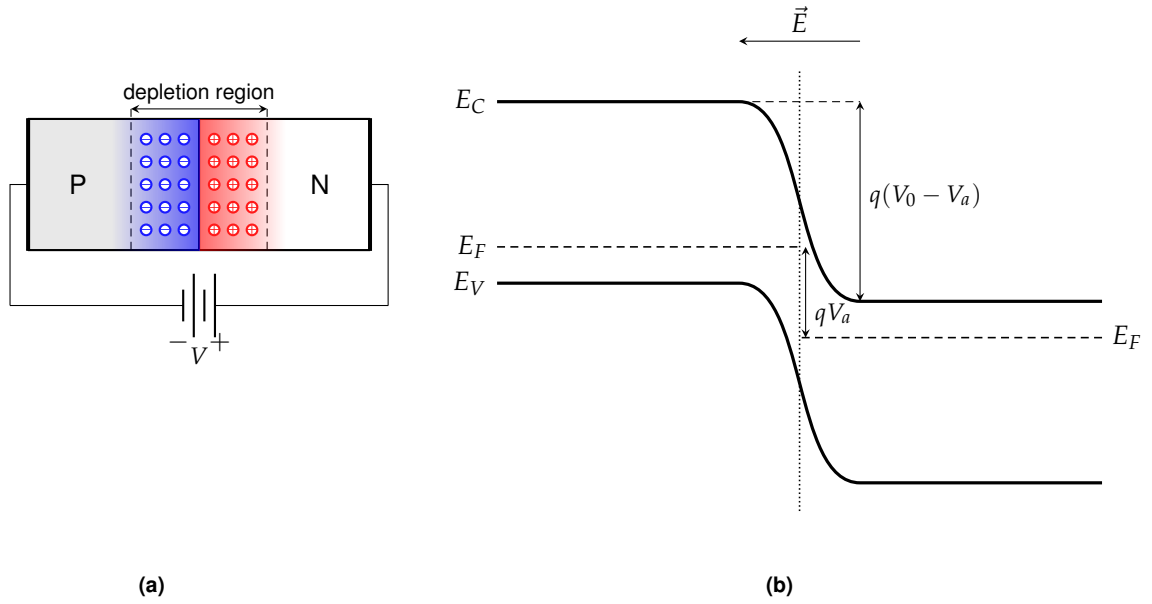 depletion region
P
N
− V +
(a)
E⃗
E_C
q(V_0 − V_a)
E_F
E_V
qV_a
E_F
(b)